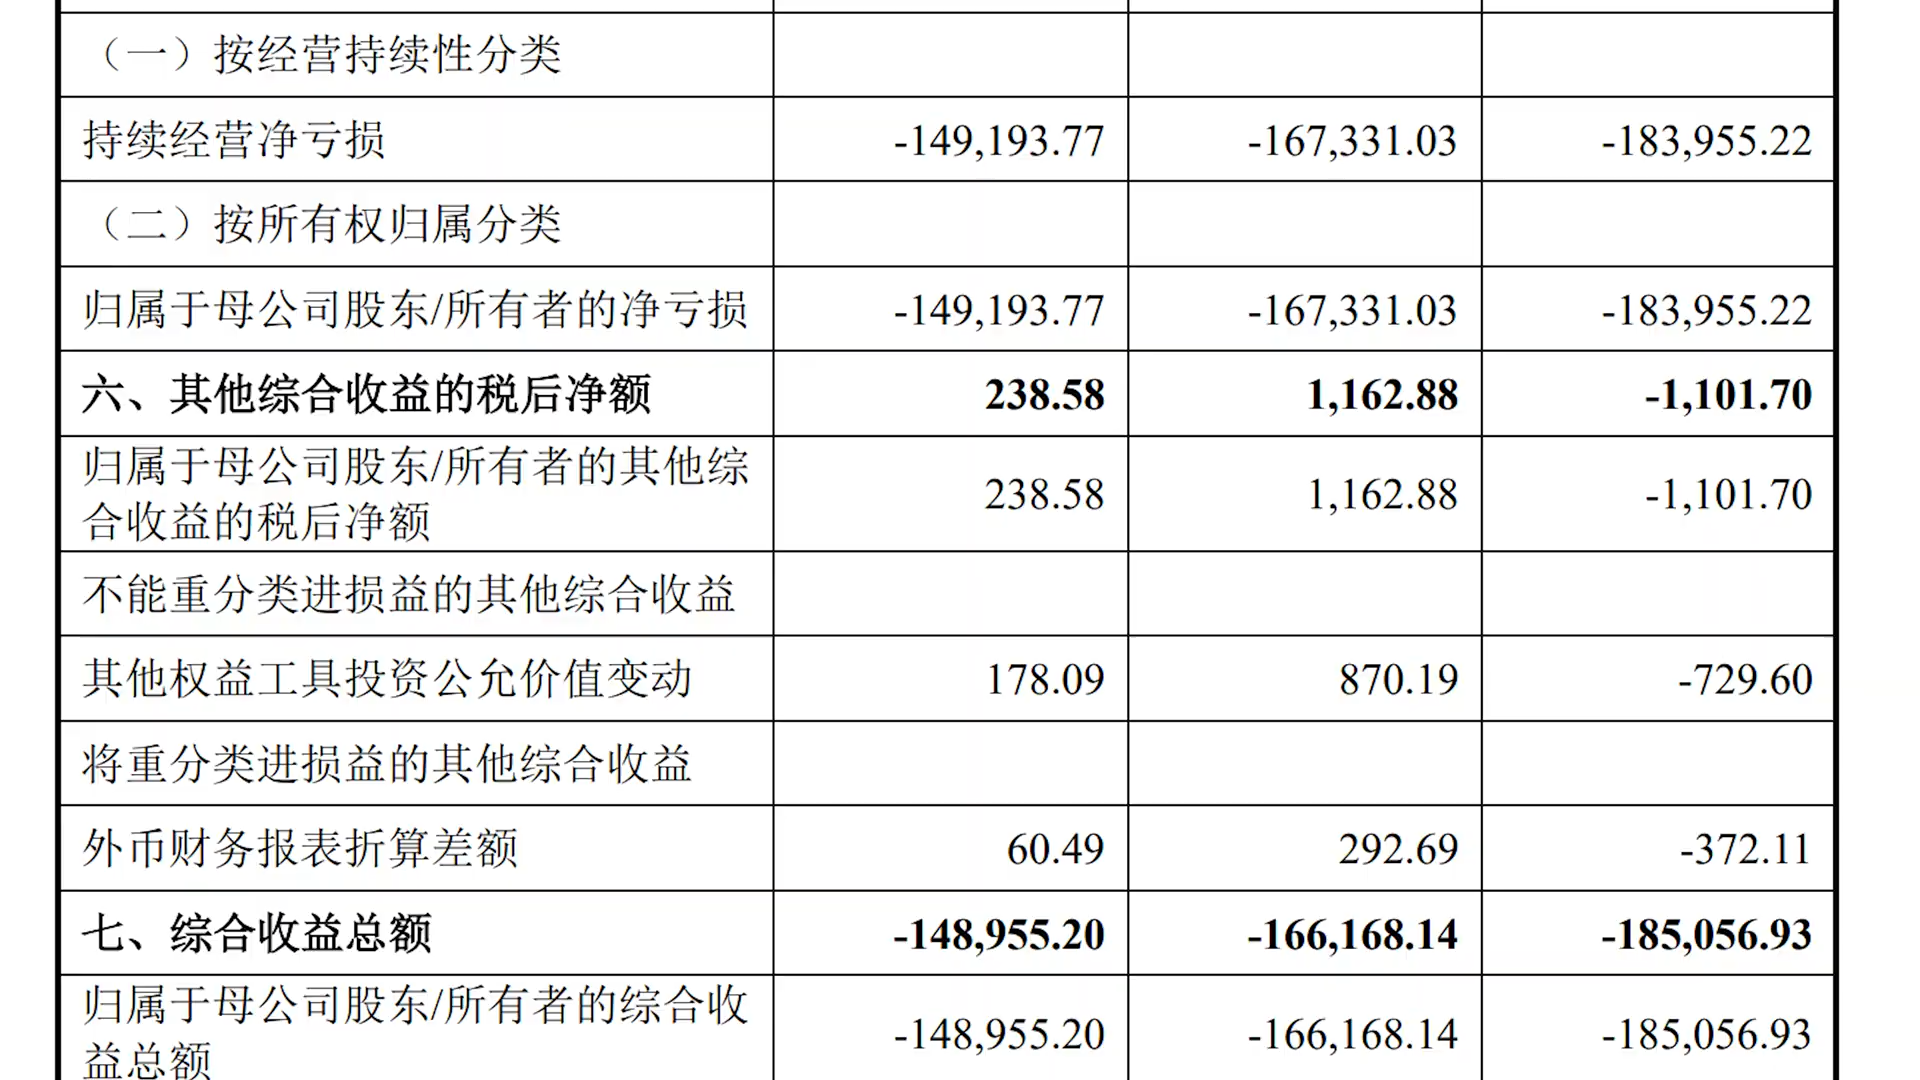 （一）按经营持续性分类
持续经营净亏损 -149,193.77 -167,331.03 -183,955.22
（二）按所有权归属分类
归属于母公司股东/所有者的净亏损 -149,193.77 -167,331.03 -183,955.22
六、其他综合收益的税后净额 238.58 1,162.88 -1,101.70
归属于母公司股东/所有者的其他综
合收益的税后净额 238.58 1,162.88 -1,101.70
不能重分类进损益的其他综合收益
其他权益工具投资公允价值变动 178.09 870.19 -729.60
将重分类进损益的其他综合收益
外币财务报表折算差额 60.49 292.69 -372.11
七、综合收益总额 -148,955.20 -166,168.14 -185,056.93
归属于母公司股东/所有者的综合收
益总额 -148,955.20 -166,168.14 -185,056.93